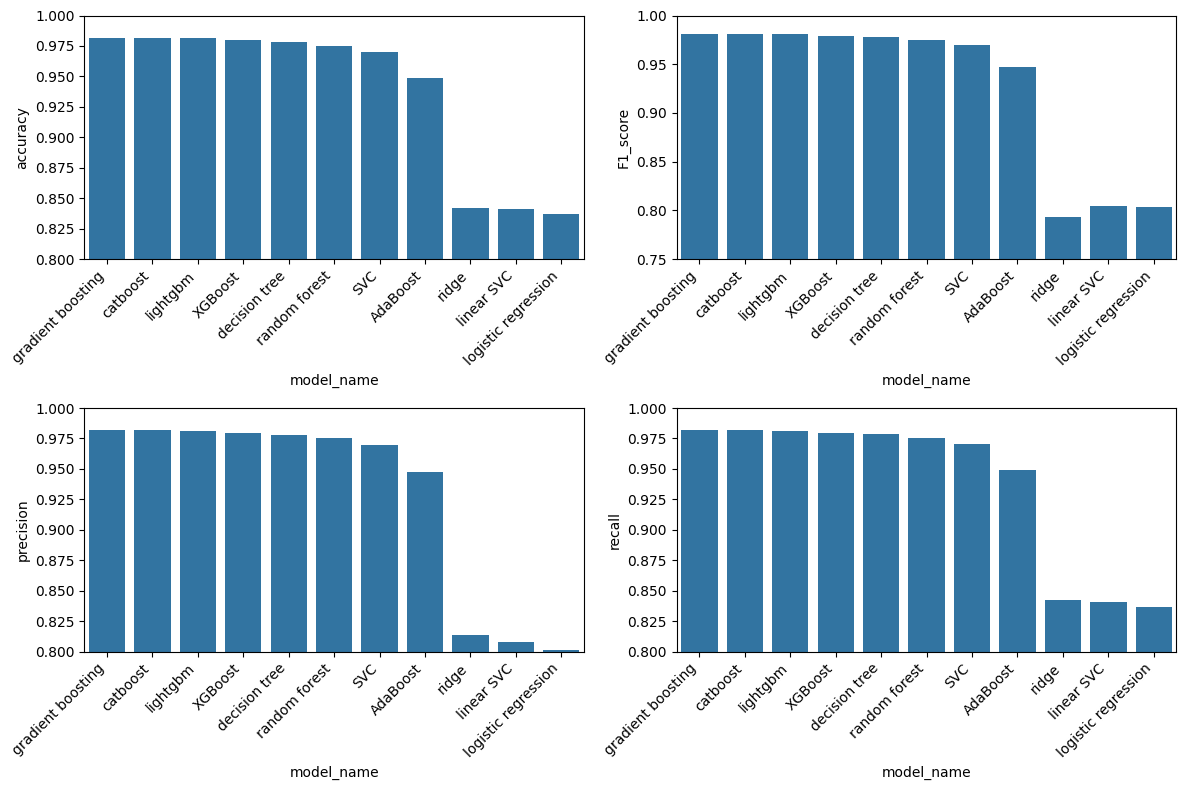 1.000
0.975
0.950
0.925
0.900
0.875
0.850
0.825
0.800
accuracy
gradient boosting
catboost
lightgbm
XGBoost
decision tree
random forest
SVC
AdaBoost
ridge
linear SVC
logistic regression
model_name
1.00
0.95
0.90
0.85
0.80
0.75
F1_score
gradient boosting
catboost
lightgbm
XGBoost
decision tree
random forest
SVC
AdaBoost
ridge
linear SVC
logistic regression
model_name
1.000
0.975
0.950
0.925
0.900
0.875
0.850
0.825
0.800
precision
gradient boosting
catboost
lightgbm
XGBoost
decision tree
random forest
SVC
AdaBoost
ridge
linear SVC
logistic regression
model_name
1.000
0.975
0.950
0.925
0.900
0.875
0.850
0.825
0.800
recall
gradient boosting
catboost
lightgbm
XGBoost
decision tree
random forest
SVC
AdaBoost
ridge
linear SVC
logistic regression
model_name